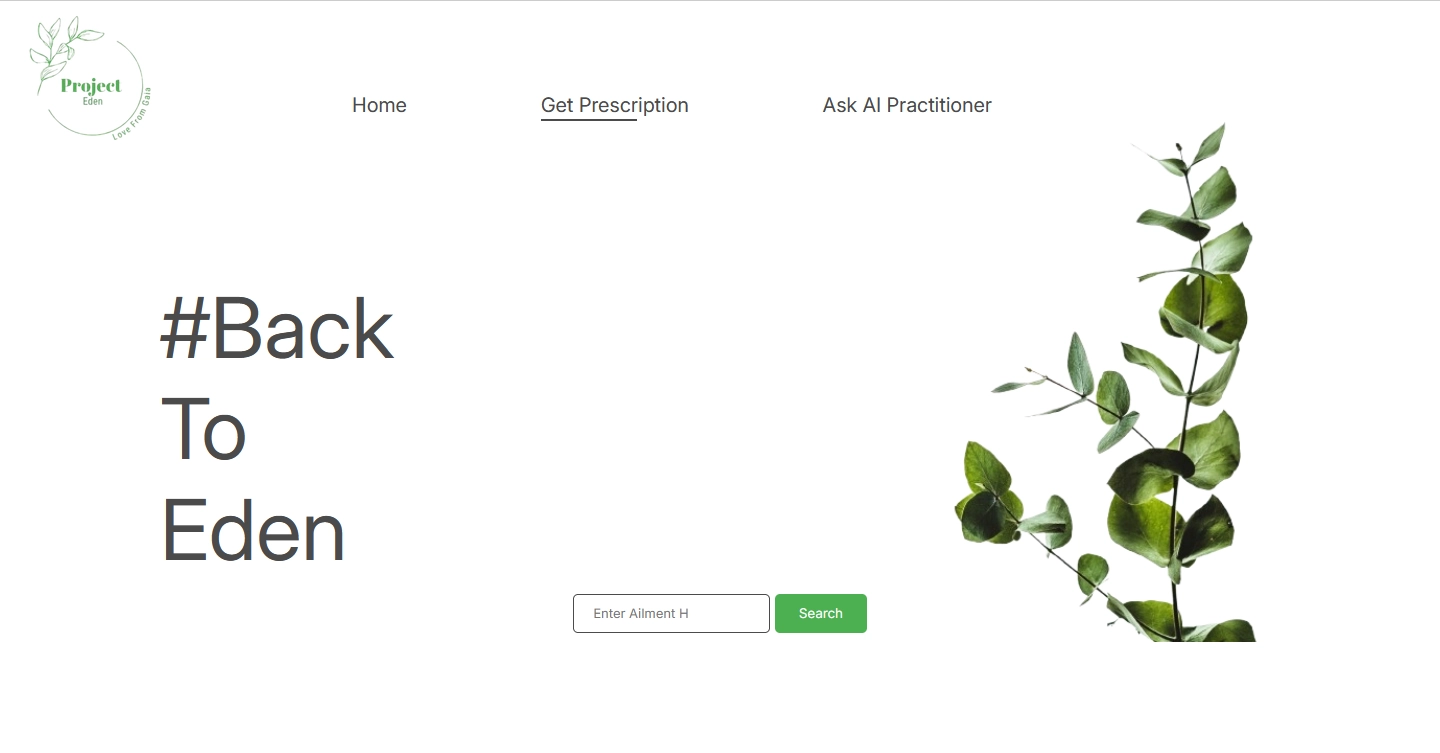 Project
Eden
Love From Gaia
Home
Get Prescription
Ask AI Practitioner
#Back
To
Eden
Enter Ailment H
Search